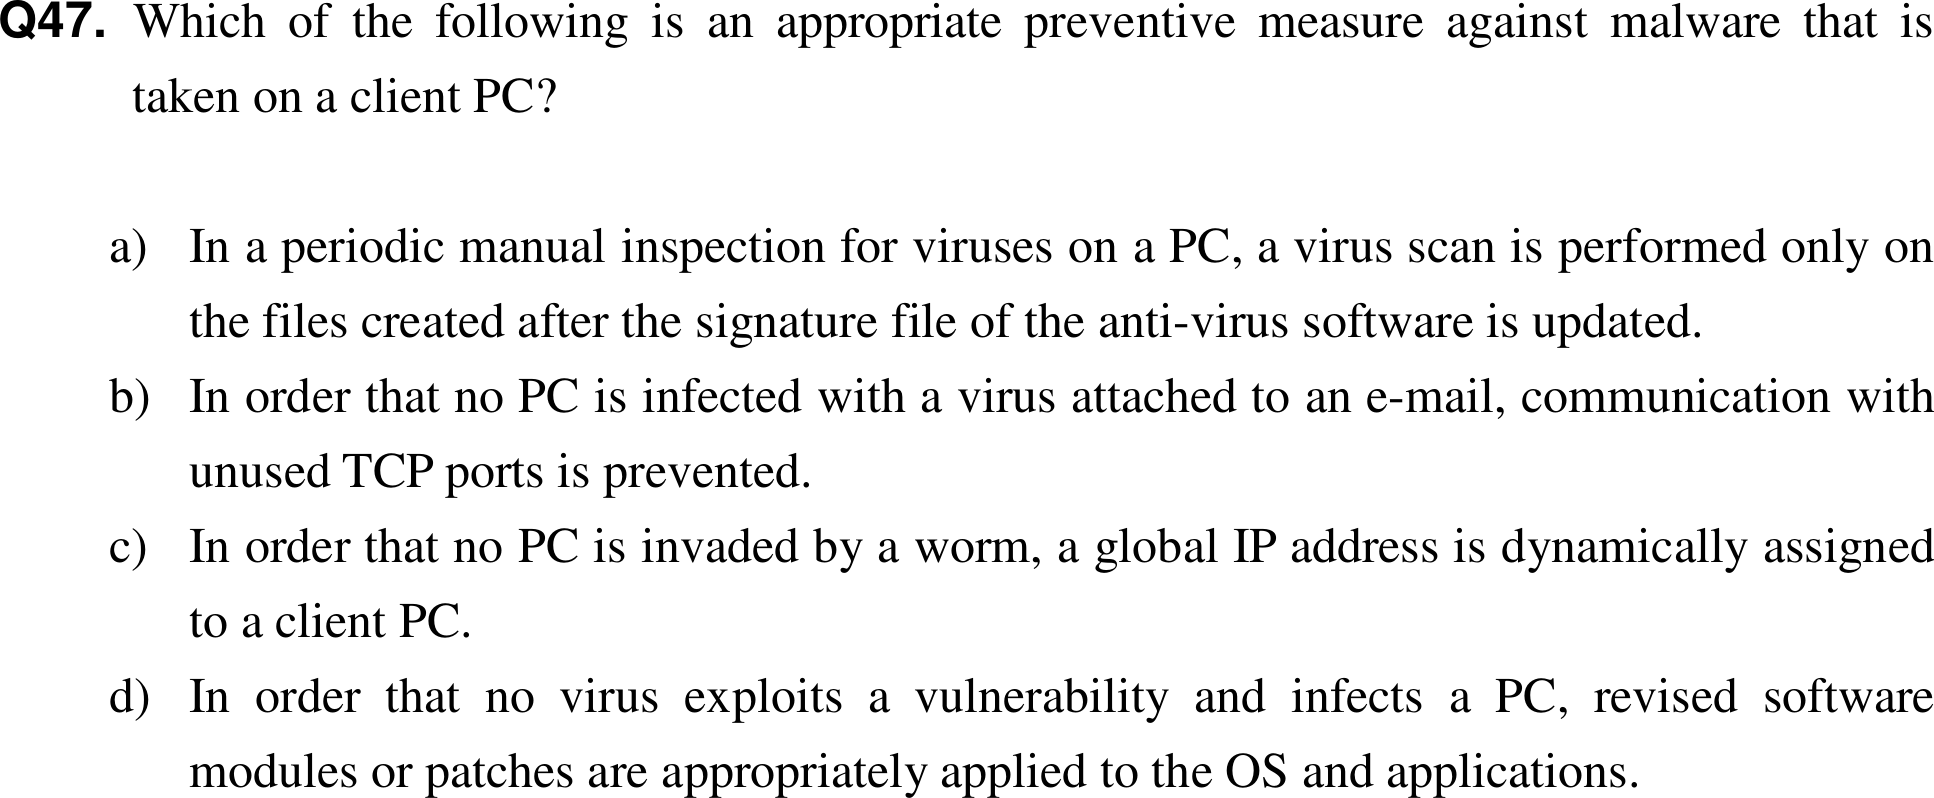 Q47. Which of the following is an appropriate preventive measure against malware that is
taken on a client PC?
a) In a periodic manual inspection for viruses on a PC, a virus scan is performed only on
the files created after the signature file of the anti-virus software is updated.
b) In order that no PC is infected with a virus attached to an e-mail, communication with
unused TCP ports is prevented.
c) In order that no PC is invaded by a worm, a global IP address is dynamically assigned
to a client PC.
d) In order that no virus exploits a vulnerability and infects a PC, revised software
modules or patches are appropriately applied to the OS and applications.